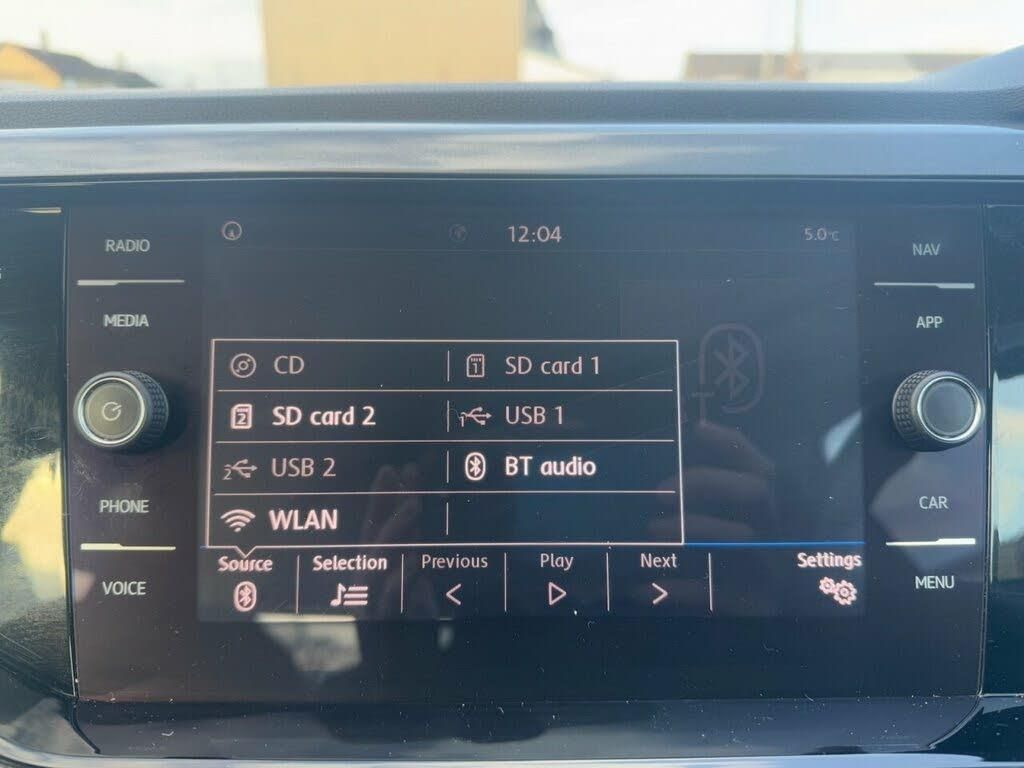 12:04
5.0°C
RADIO
MEDIA
PHONE
VOICE
CD
SD card 1
SD card 2
USB 1
USB 2
BT audio
WLAN
Source
Selection
Previous
Play
Next
Settings
NAV
APP
CAR
MENU